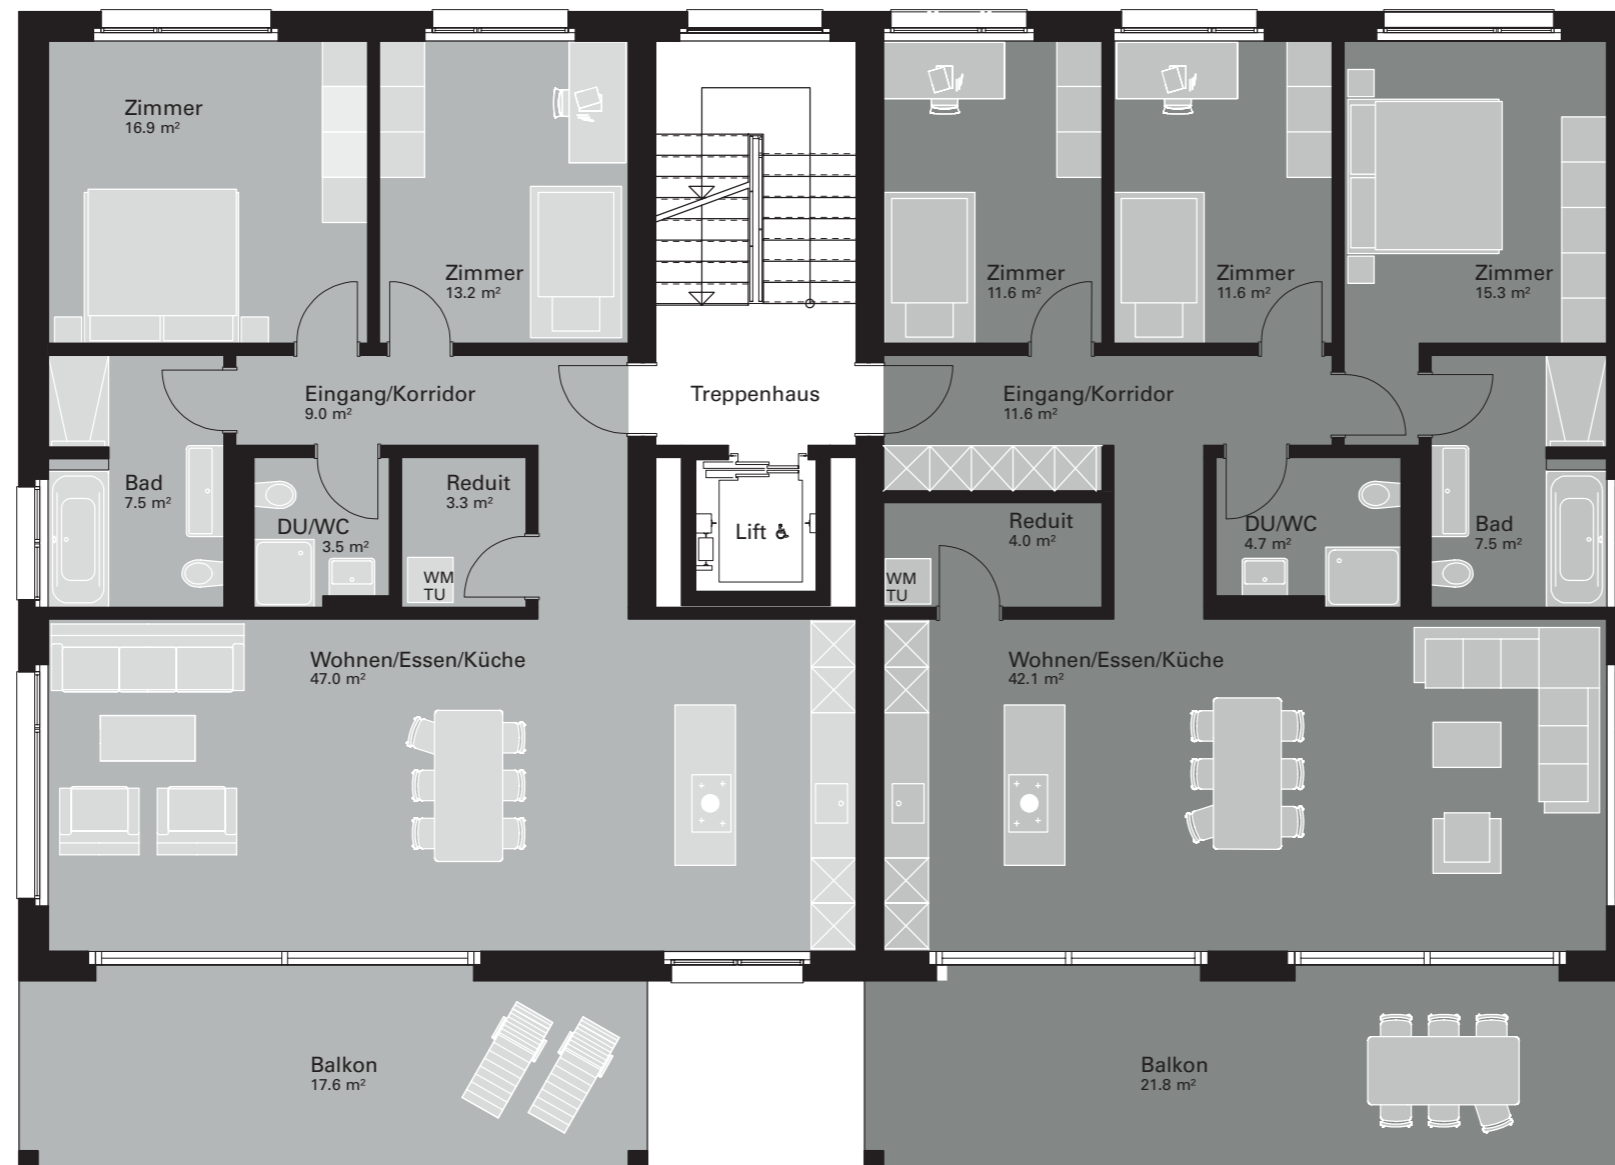 Zimmer
16.9 m²
Zimmer
13.2 m²
Zimmer
11.6 m²
Zimmer
11.6 m²
Zimmer
15.3 m²
Eingang/Korridor
9.0 m²
Treppenhaus
Eingang/Korridor
11.6 m²
Bad
7.5 m²
DU/WC
3.5 m²
Reduit
3.3 m²
WM
TU
Lift
Reduit
4.0 m²
WM
TU
DU/WC
4.7 m²
Bad
7.5 m²
Wohnen/Essen/Küche
47.0 m²
Wohnen/Essen/Küche
42.1 m²
Balkon
17.6 m²
Balkon
21.8 m²